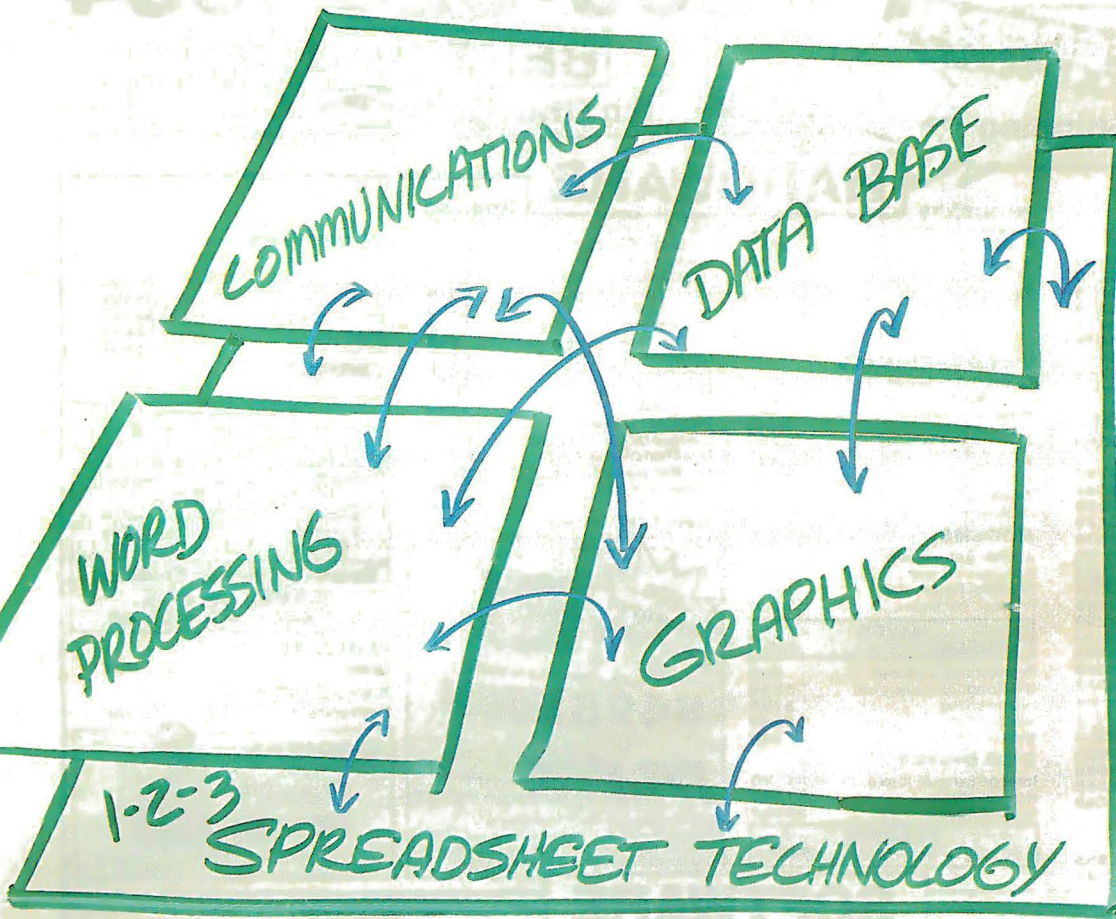 COMMUNICATIONS
DATA BASE
WORD
PROCESSING
GRAPHICS
1-2-3
SPREADSHEET TECHNOLOGY